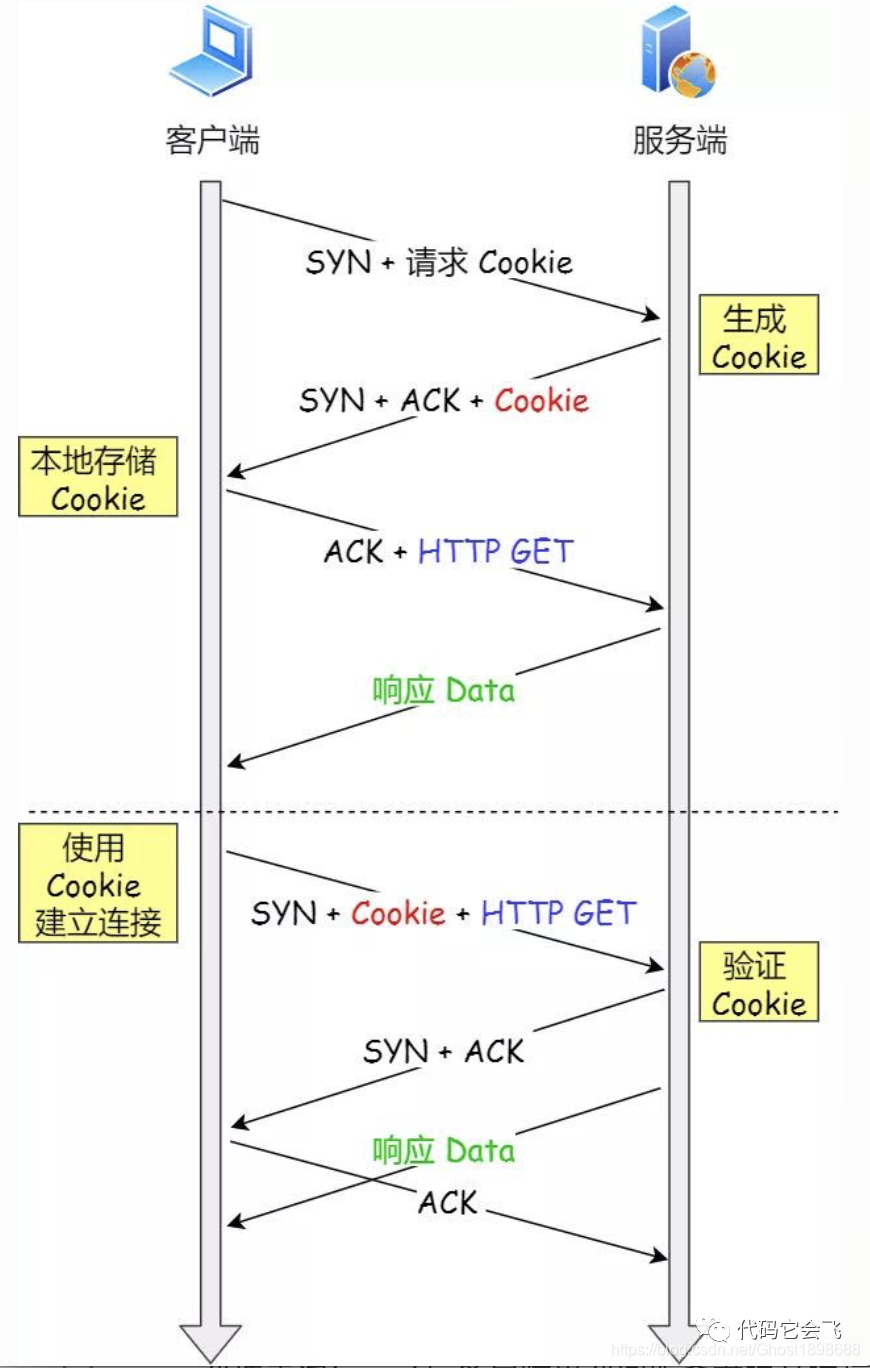 客户端
服务端
SYN + 请求 Cookie
生成
Cookie
SYN + ACK + Cookie
本地存储
Cookie
ACK + HTTP GET
响应 Data
使用
Cookie
建立连接
SYN + Cookie + HTTP GET
验证
Cookie
SYN + ACK
响应 Data
ACK
代码它会飞
https://blog.csdn.net/Ghost1898688